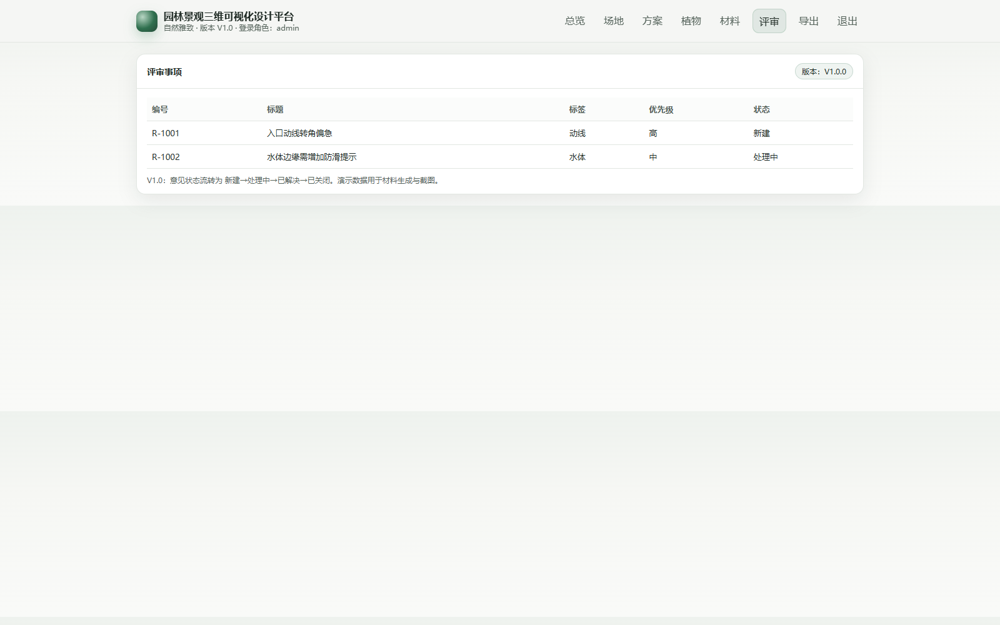 园林景观三维可视化设计平台
自然雅致 · 版本 V1.0 · 登录角色：admin
总览 场地 方案 植物 材料 评审 导出 退出
评审事项 版本：V1.0.0
编号 标题 标签 优先级 状态
R-1001 入口动线转角偏急 动线 高 新建
R-1002 水体边缘需增加防滑提示 水体 中 处理中
V1.0：意见状态流转为 新建→处理中→已解决→已关闭。演示数据用于材料生成与截图。